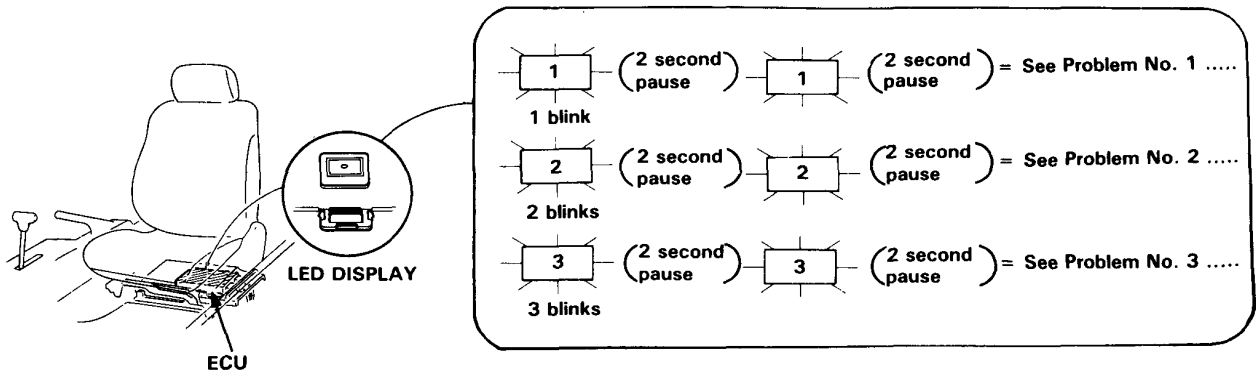 LED DISPLAY
ECU
1 (2 second pause) 1 (2 second pause) = See Problem No. 1 .....
1 blink
2 (2 second pause) 2 (2 second pause) = See Problem No. 2 .....
2 blinks
3 (2 second pause) 3 (2 second pause) = See Problem No. 3 .....
3 blinks